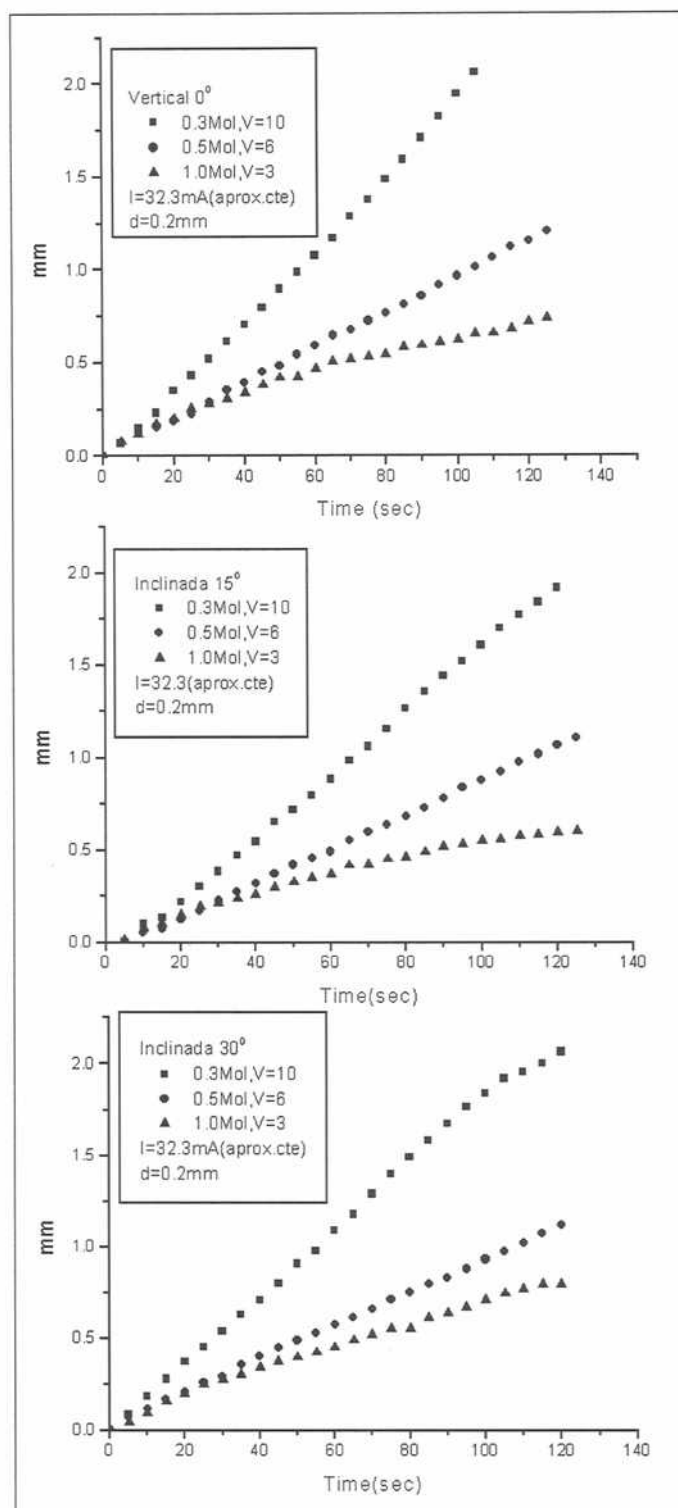 Vertical 0º
0.3Mol,V=10
0.5Mol,V=6
1.0Mol,V=3
I=32.3mA(aprox.cte)
d=0.2mm
mm
2.0
1.5
1.0
0.5
0.0
0 20 40 60 80 100 120 140
Time (sec)
Inclinada 15º
0.3Mol,V=10
0.5Mol,V=6
1.0Mol,V=3
I=32.3(aprox.cte)
d=0.2mm
mm
2.0
1.5
1.0
0.5
0.0
0 20 40 60 80 100 120 140
Time(sec)
Inclinada 30º
0.3Mol,V=10
0.5Mol,V=6
1.0Mol,V=3
I=32.3mA(aprox.cte)
d=0.2mm
mm
2.0
1.5
1.0
0.5
0.0
0 20 40 60 80 100 120 140
Time(sec)